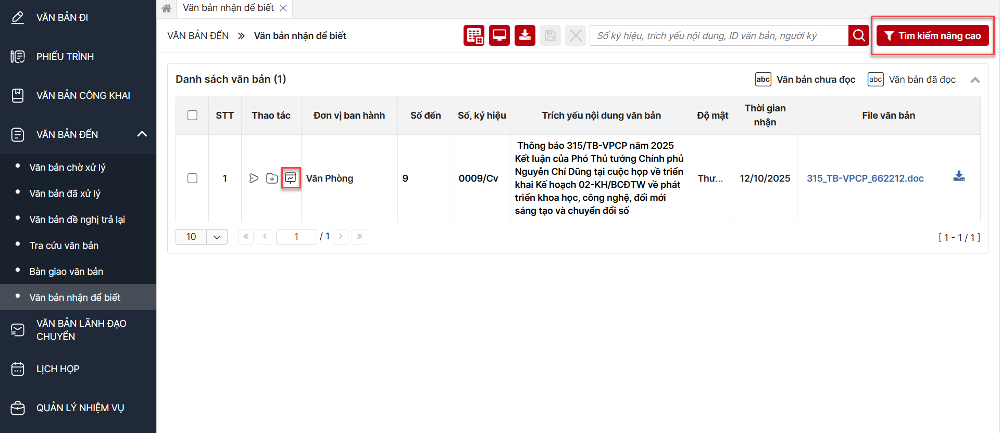 VĂN BẢN ĐI
PHIẾU TRÌNH
VĂN BẢN CÔNG KHAI
VĂN BẢN ĐẾN
Văn bản chờ xử lý
Văn bản đã xử lý
Văn bản đề nghị trả lại
Tra cứu văn bản
Bàn giao văn bản
Văn bản nhận để biết
VĂN BẢN LÃNH ĐẠO
CHUYỂN
LỊCH HỌP
QUẢN LÝ NHIỆM VỤ
Văn bản nhận để biết
VĂN BẢN ĐẾN » Văn bản nhận để biết
Số ký hiệu, trích yếu nội dung, ID văn bản, người ký
Tìm kiếm nâng cao
Danh sách văn bản (1)
abc Văn bản chưa đọc abc Văn bản đã đọc
STT Thao tác Đơn vị ban hành Số đến Số, ký hiệu Trích yếu nội dung văn bản Độ mật Thời gian nhận File văn bản
1 Văn Phòng 9 0009/Cv
Thông báo 315/TB-VPCP năm 2025
Kết luận của Phó Thủ tướng Chính phủ
Nguyễn Chí Dũng tại cuộc họp về triển
khai Kế hoạch 02-KH/BCĐTW về phát
triển khoa học, công nghệ, đổi mới
sáng tạo và chuyển đổi số
Thư... 12/10/2025 315_TB-VPCP_662212.doc
10 « ‹ 1 / 1 › » [ 1 - 1 / 1 ]